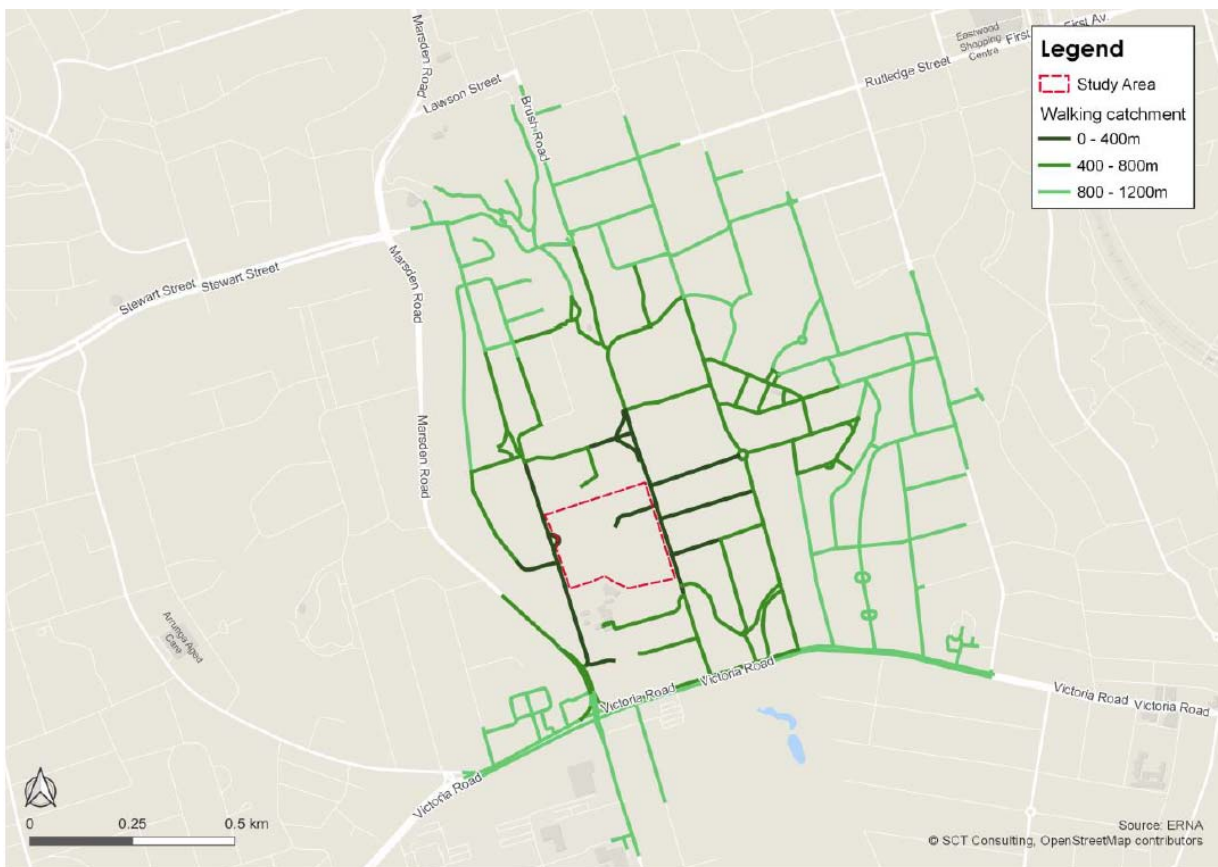 Marsden Road
Lawson Street
Brush Road
Eastwood
Shopping
Centre
First Av
First
Rutledge Street
Legend
Study Area
Walking catchment
0 - 400m
400 - 800m
800 - 1200m
Stewart Street
Stewart Street
Marsden Road
Marsden Road
Arrunga Aged
Care
Victoria Road
Victoria Road
Victoria Road
Victoria Road
Victoria Road
0
0.25
0.5 km
Source: ERNA
© SCT Consulting, OpenStreetMap contributors